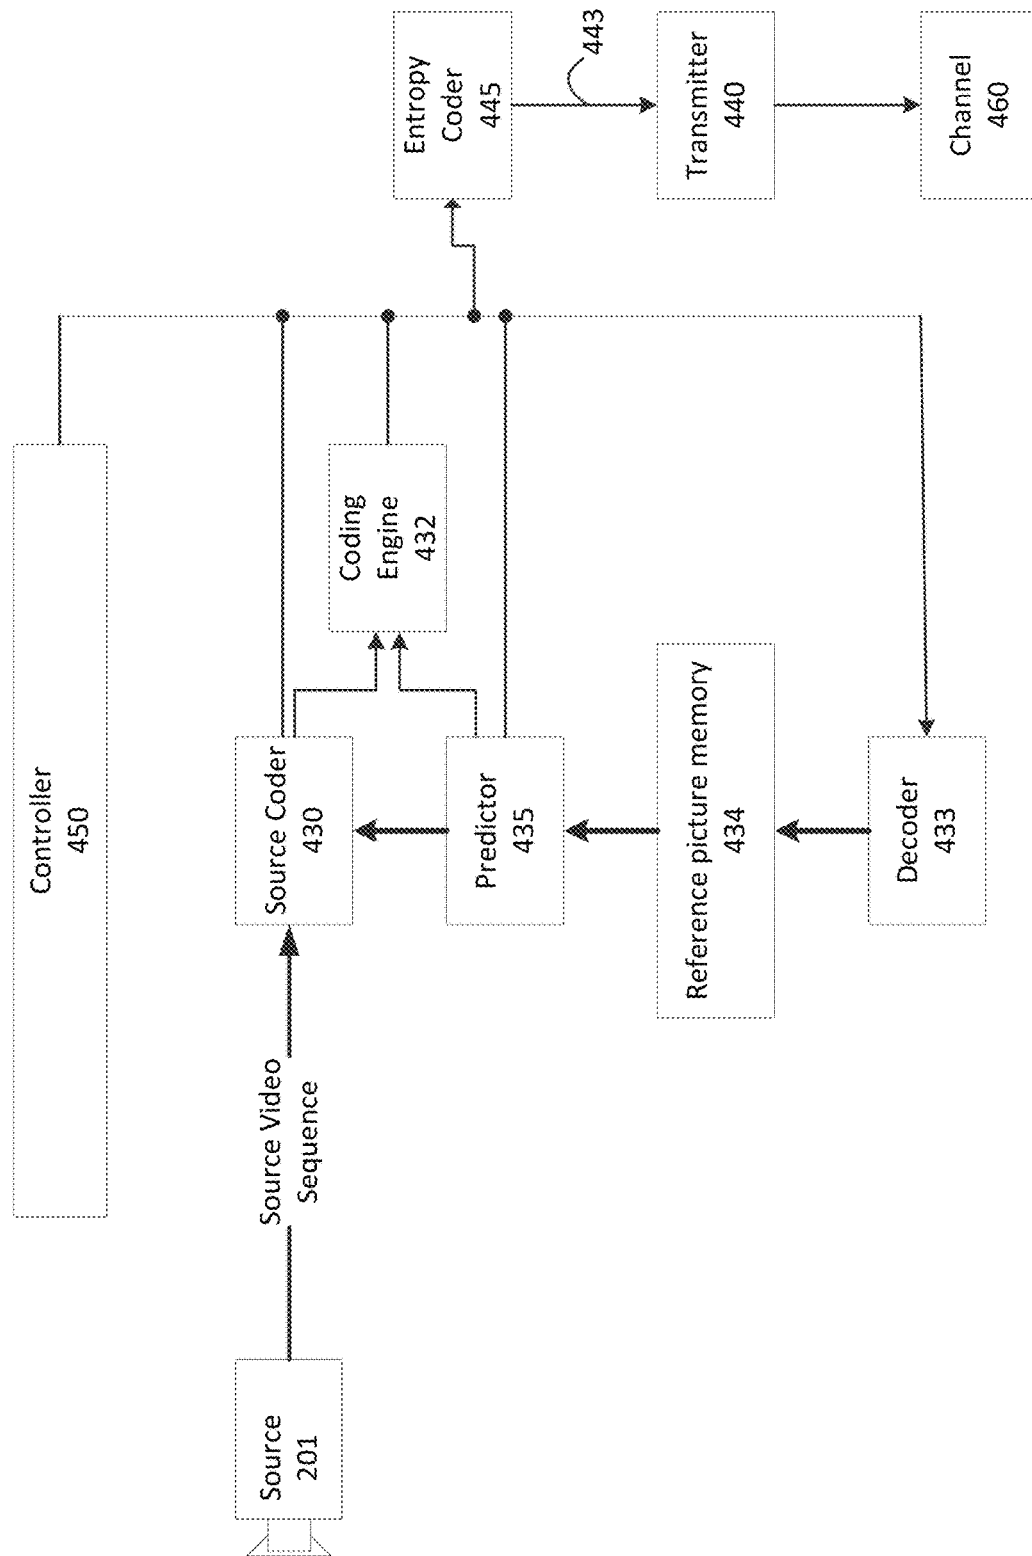 Controller
450
Source
201
Source Video
Sequence
Source Coder
430
Coding
Engine
432
Predictor
435
Reference picture memory
434
Decoder
433
Entropy
Coder
445
443
Transmitter
440
Channel
460